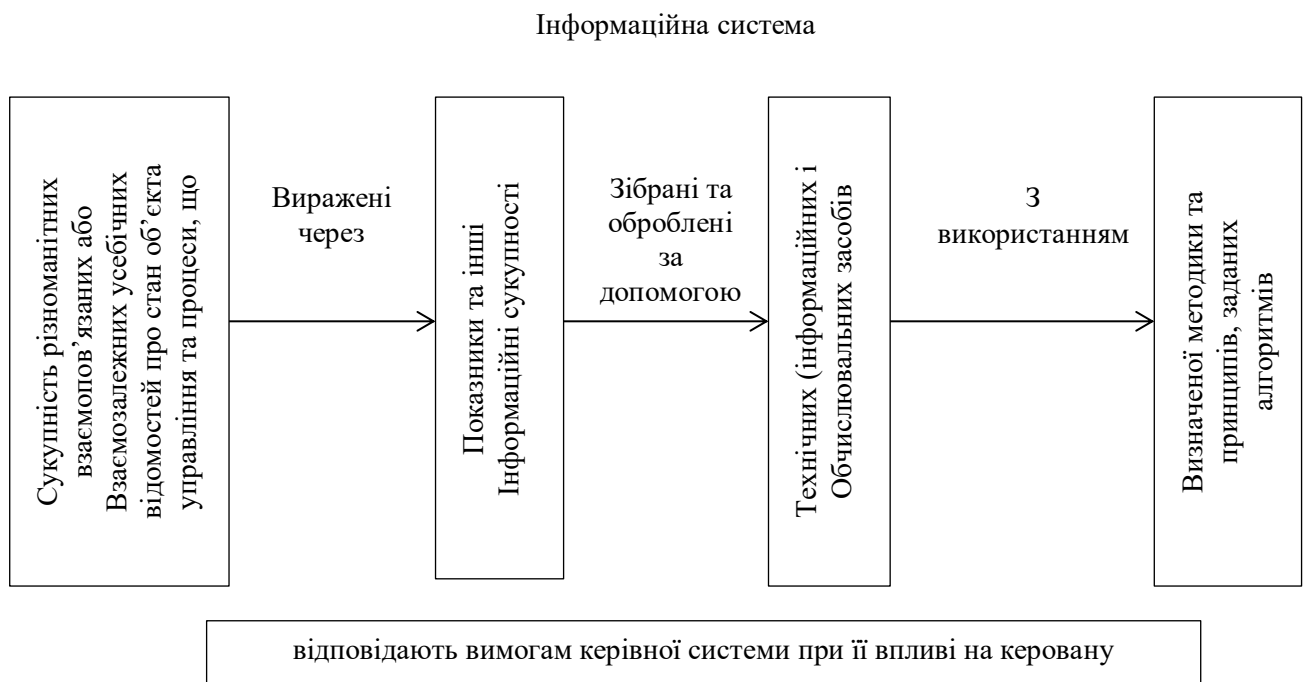 Інформаційна система
Сукупність різноманітних
взаємопов’язаних або
Взаємозалежних усебічних
відомостей про стан об’єкта
управління та процеси, що
Виражені
через
Показники та інші
Інформаційні сукупності
Зібрані та
оброблені
за
допомогою
Технічних (інформаційних і
Обчислювальних засобів
З
використанням
Визначеної методики та
принципів, заданих
алгоритмів
відповідають вимогам керівної системи при її впливі на керовану